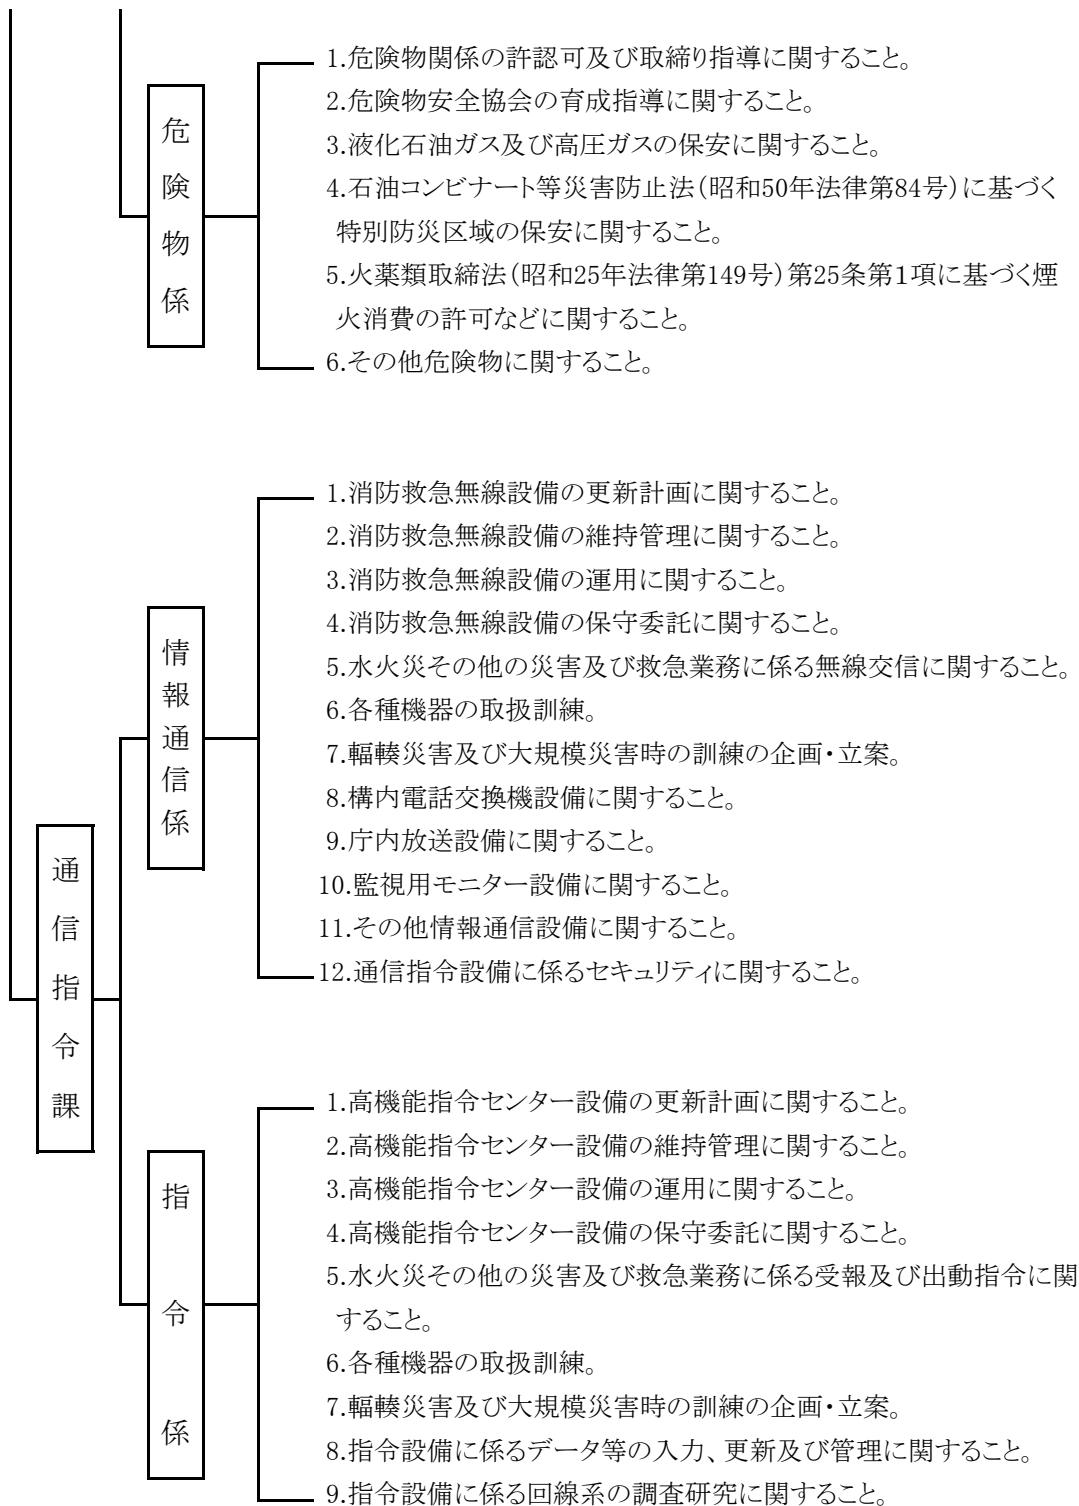 危険物係
1.危険物関係の許認可及び取締り指導に関すること。
2.危険物安全協会の育成指導に関すること。
3.液化石油ガス及び高圧ガスの保安に関すること。
4.石油コンビナート等災害防止法(昭和50年法律第84号)に基づく
特別防災区域の保安に関すること。
5.火薬類取締法(昭和25年法律第149号)第25条第1項に基づく煙
火消費の許可などに関すること。
6.その他危険物に関すること。
通信指令課
情報通信係
1.消防救急無線設備の更新計画に関すること。
2.消防救急無線設備の維持管理に関すること。
3.消防救急無線設備の運用に関すること。
4.消防救急無線設備の保守委託に関すること。
5.水火災その他の災害及び救急業務に係る無線交信に関すること。
6.各種機器の取扱訓練。
7.輻輳災害及び大規模災害時の訓練の企画・立案。
8.構内電話交換機設備に関すること。
9.庁内放送設備に関すること。
10.監視用モニター設備に関すること。
11.その他情報通信設備に関すること。
12.通信指令設備に係るセキュリティに関すること。
指令係
1.高機能指令センター設備の更新計画に関すること。
2.高機能指令センター設備の維持管理に関すること。
3.高機能指令センター設備の運用に関すること。
4.高機能指令センター設備の保守委託に関すること。
5.水火災その他の災害及び救急業務に係る受報及び出動指令に関
すること。
6.各種機器の取扱訓練。
7.輻輳災害及び大規模災害時の訓練の企画・立案。
8.指令設備に係るデータ等の入力、更新及び管理に関すること。
9.指令設備に係る回線系の調査研究に関すること。